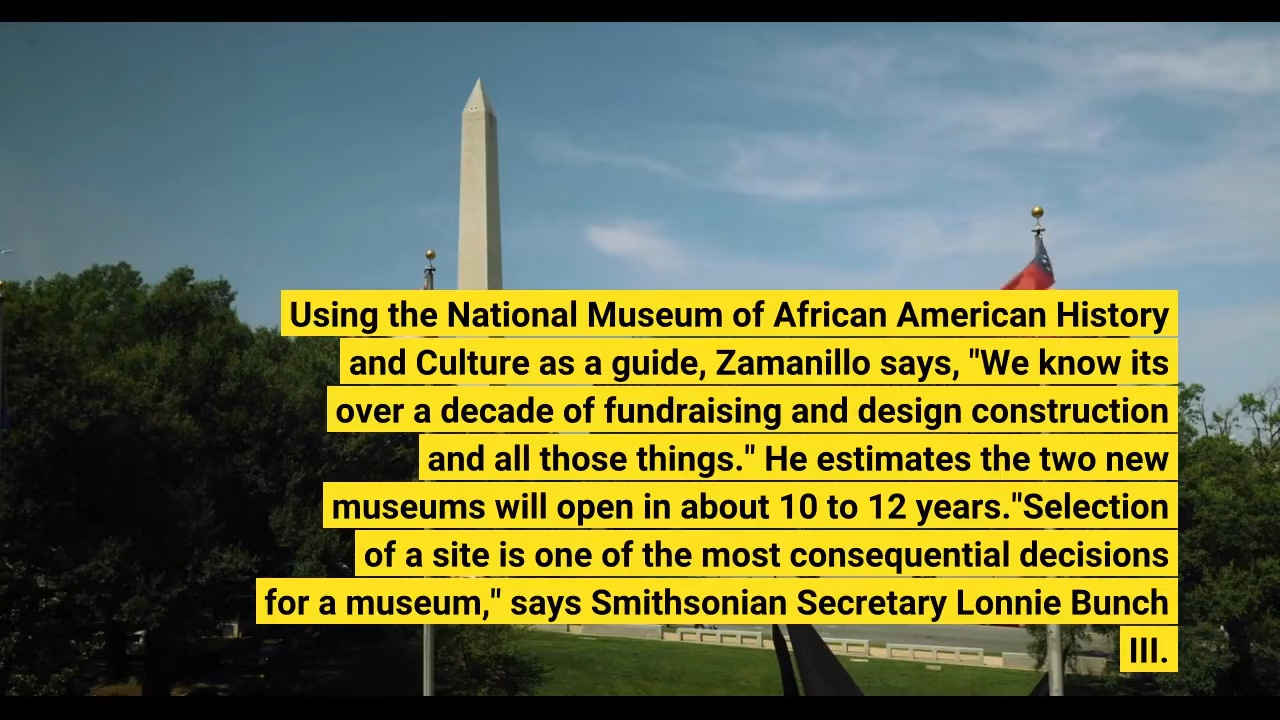 Using the National Museum of African American History
and Culture as a guide, Zamanillo says, "We know its
over a decade of fundraising and design construction
and all those things." He estimates the two new
museums will open in about 10 to 12 years."Selection
of a site is one of the most consequential decisions
for a museum," says Smithsonian Secretary Lonnie Bunch
III.